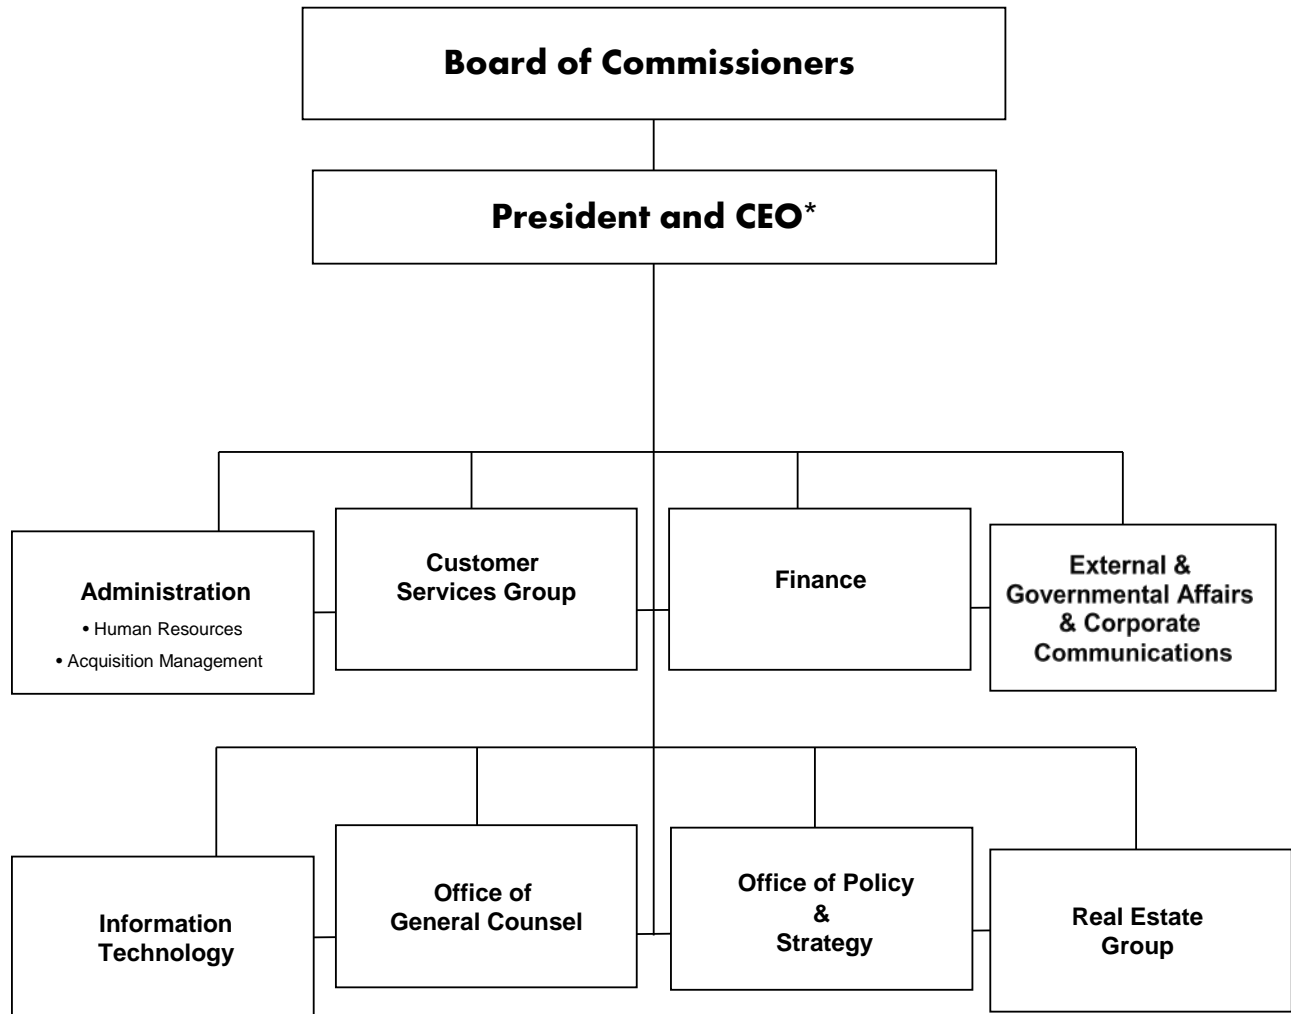 Board of Commissioners
President and CEO*
Administration
• Human Resources
• Acquisition Management
Customer
Services Group
Finance
External &
Governmental Affairs
& Corporate
Communications
Information
Technology
Office of
General Counsel
Office of Policy
&
Strategy
Real Estate
Group